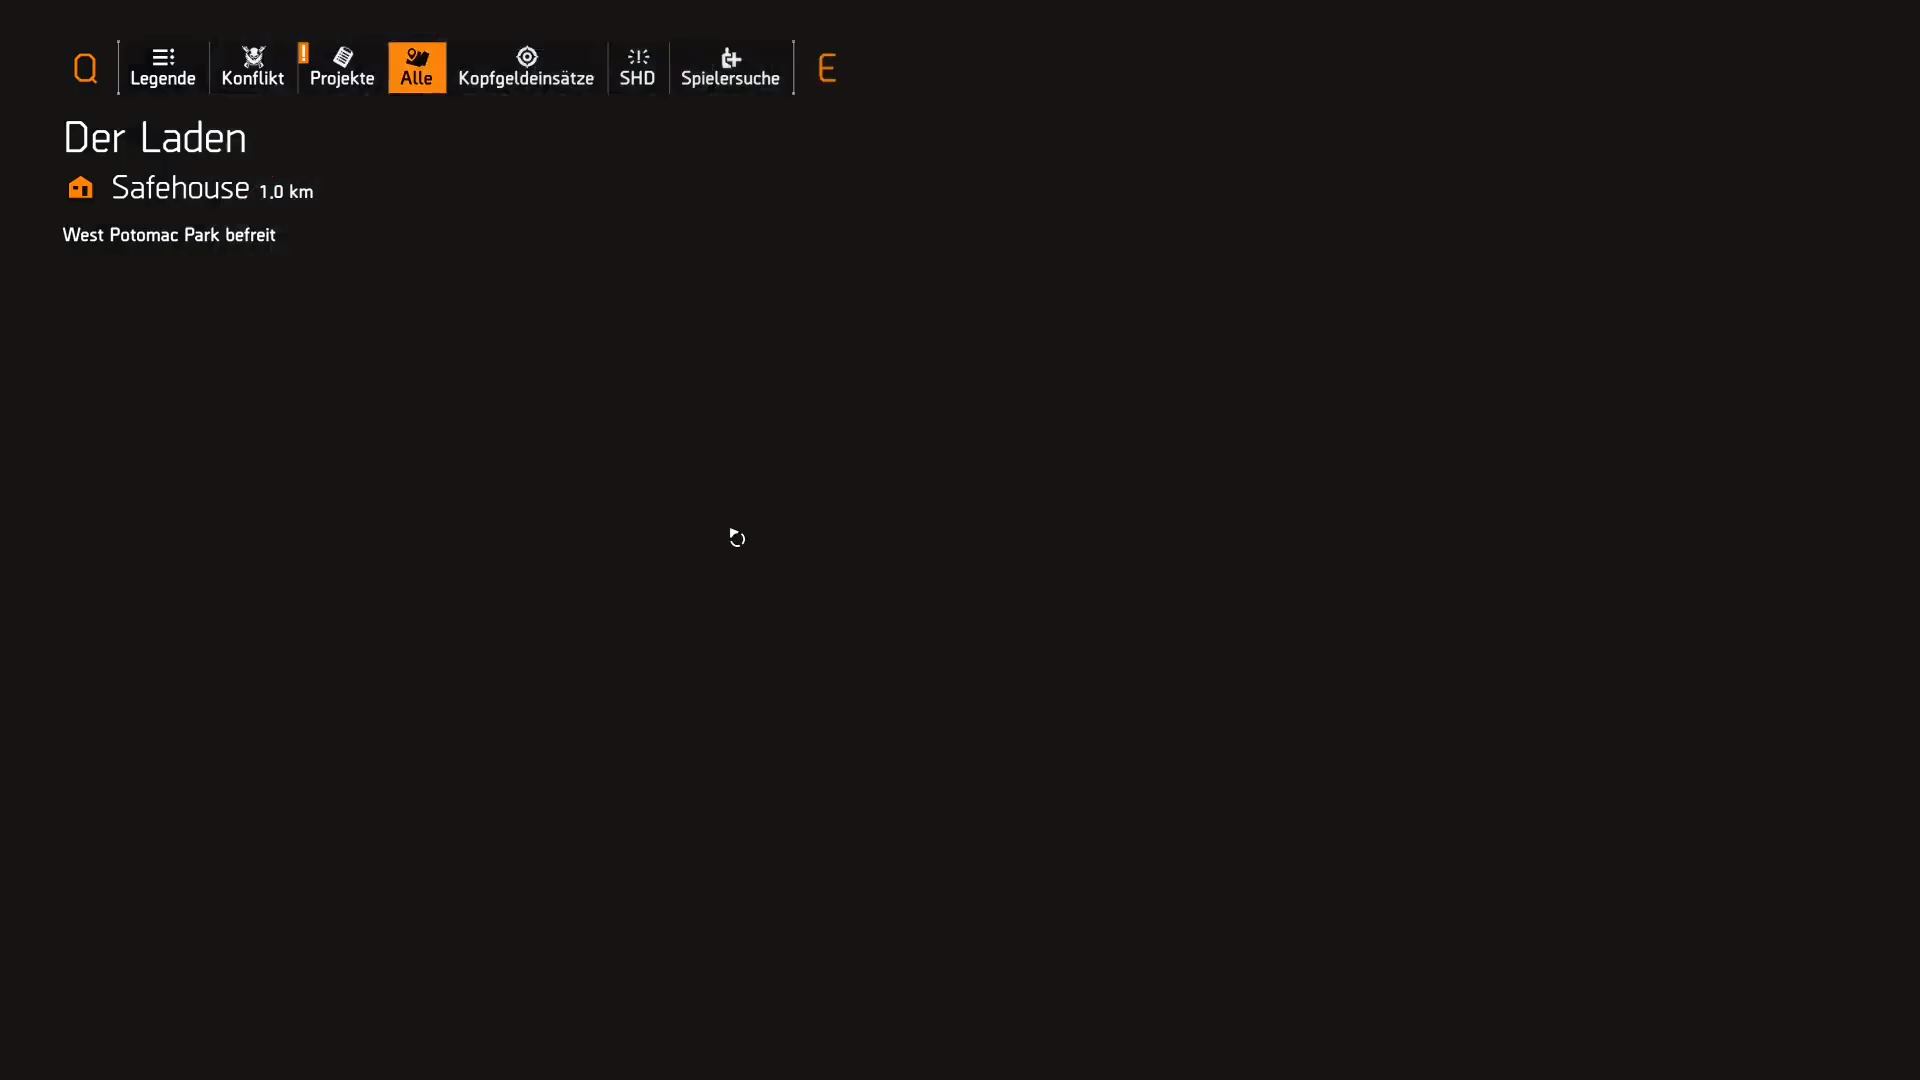 Q Legende Konflikt ! Projekte Alle Kopfgeldeinsätze SHD Spielersuche E
Der Laden
Safehouse 1.0 km
West Potomac Park befreit